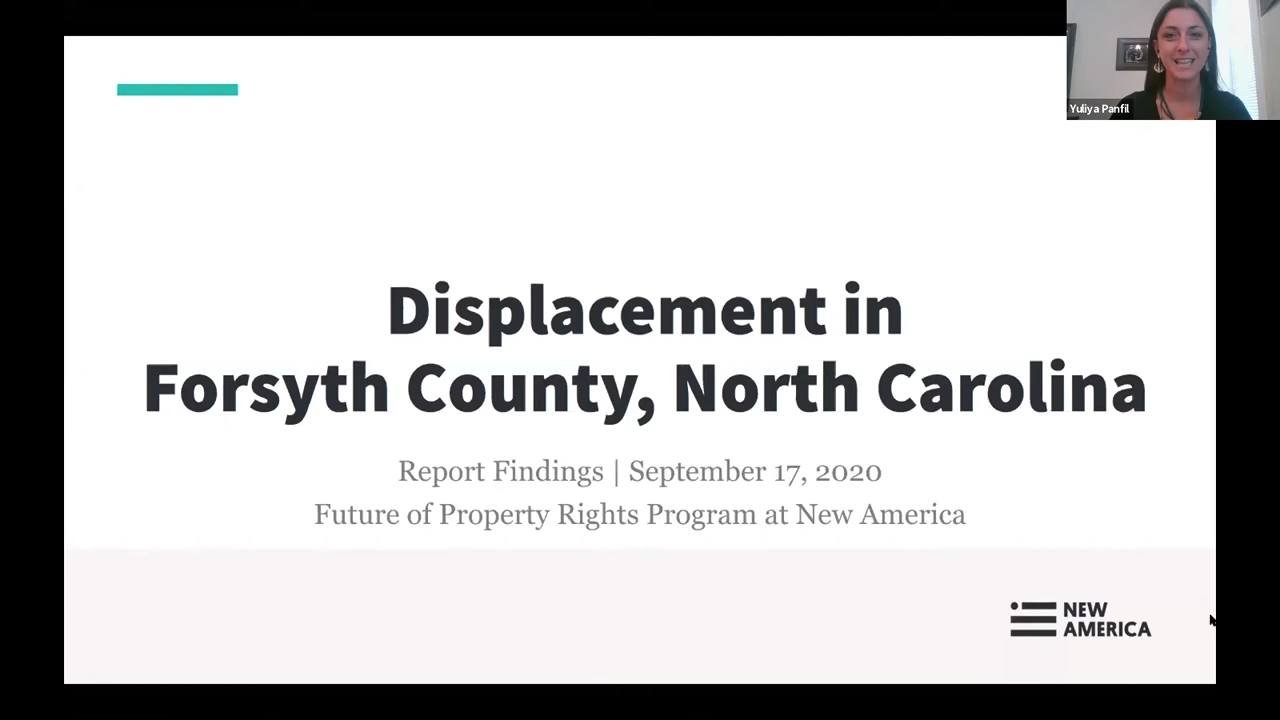 Yuliya Panfil
Displacement in
Forsyth County, North Carolina
Report Findings | September 17, 2020
Future of Property Rights Program at New America
NEW
AMERICA